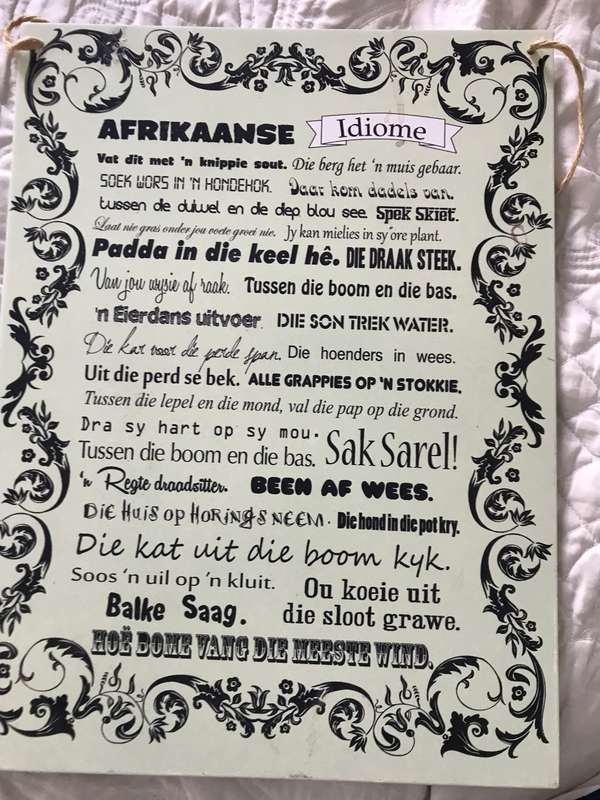 AFRIKAANSE Idiome
Vat dit met 'n knippie sout. Die berg het 'n muis gebaar.
SOEK WORS IN 'N HONDEHOK. Daar kom dadels van.
tussen de duiwel en de diep blou see. Spek Skiet.
Laat nie gras onder jou voete groei nie. Jy kan mielies in sy ore plant.
Padda in die keel hê. DIE DRAAK STEEK.
Van jou wysie af raak. Tussen die boom en die bas.
'n Eierdans uitvoer. DIE SON TREK WATER.
Die kar voor die perde span. Die hoenders in wees.
Uit die perd se bek. ALLE GRAPPIES OP 'N STOKKIE.
Tussen die lepel en die mond, val die pap op die grond.
Dra sy hart op sy mou.
Tussen die boom en die bas. Sak Sarel!
'n Regte draadsitter. BEEN AF WEES.
DIE HUIS OP HORINGS NEEM. Die hond in die pot kry.
Die kat uit die boom kyk.
Soos 'n uil op 'n kluit. Ou koeie uit
Balke Saag. die sloot grawe.
HOË BOME VANG DIE MEESTE WIND.